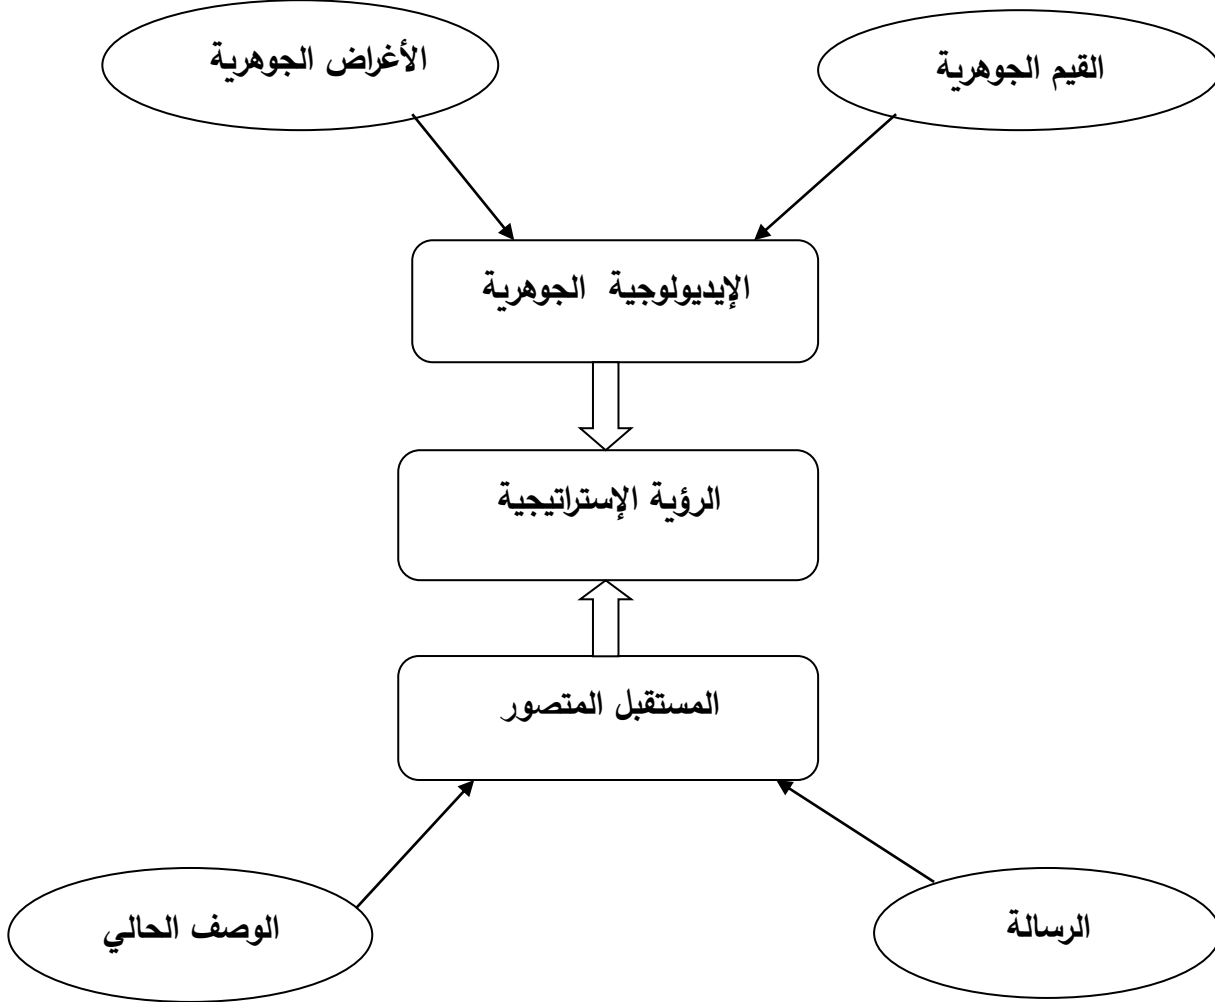 القيم الجوهرية
الأغراض الجوهرية
الإيديولوجية الجوهرية
الرؤية الإستراتيجية
المستقبل المتصور
الرسالة
الوصف الحالي